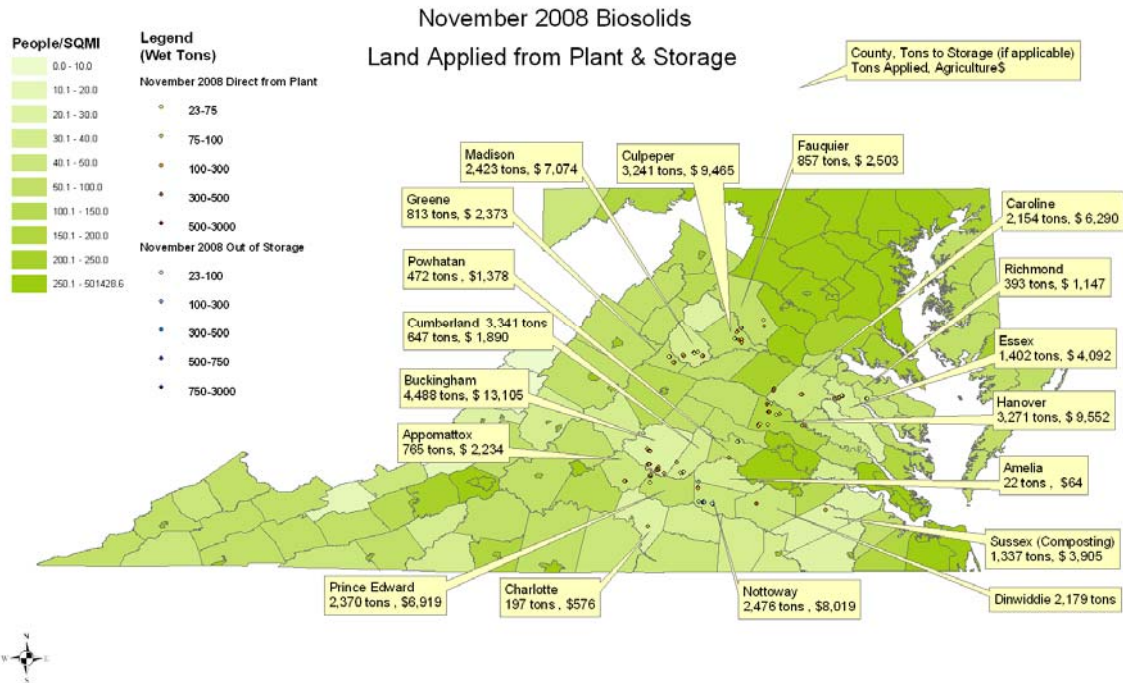 November 2008 Biosolids
Land Applied from Plant & Storage
People/SQMI
0.0 - 10.0
10.1 - 20.0
20.1 - 30.0
30.1 - 40.0
40.1 - 50.0
50.1 - 100.0
100.1 - 150.0
150.1 - 200.0
200.1 - 250.0
250.1 - 501428.6
Legend
(Wet Tons)
November 2008 Direct from Plant
23-75
75-100
100-300
300-500
500-3000
November 2008 Out of Storage
23-100
100-300
300-500
500-750
750-3000
County, Tons to Storage (if applicable)
Tons Applied, Agriculture$
Madison
2,423 tons, $ 7,074
Culpeper
3,241 tons, $ 9,465
Fauquier
857 tons, $ 2,503
Greene
813 tons, $ 2,373
Caroline
2,154 tons, $ 6,290
Powhatan
472 tons , $1,378
Richmond
393 tons, $ 1,147
Cumberland 3,341 tons
647 tons, $ 1,890
Essex
1,402 tons, $ 4,092
Buckingham
4,488 tons, $ 13,105
Hanover
3,271 tons, $ 9,552
Appomattox
765 tons, $ 2,234
Amelia
22 tons , $64
Sussex (Composting)
1,337 tons, $ 3,905
Prince Edward
2,370 tons , $6,919
Charlotte
197 tons , $576
Nottoway
2,476 tons , $8,019
Dinwiddie 2,179 tons
N
W E
S